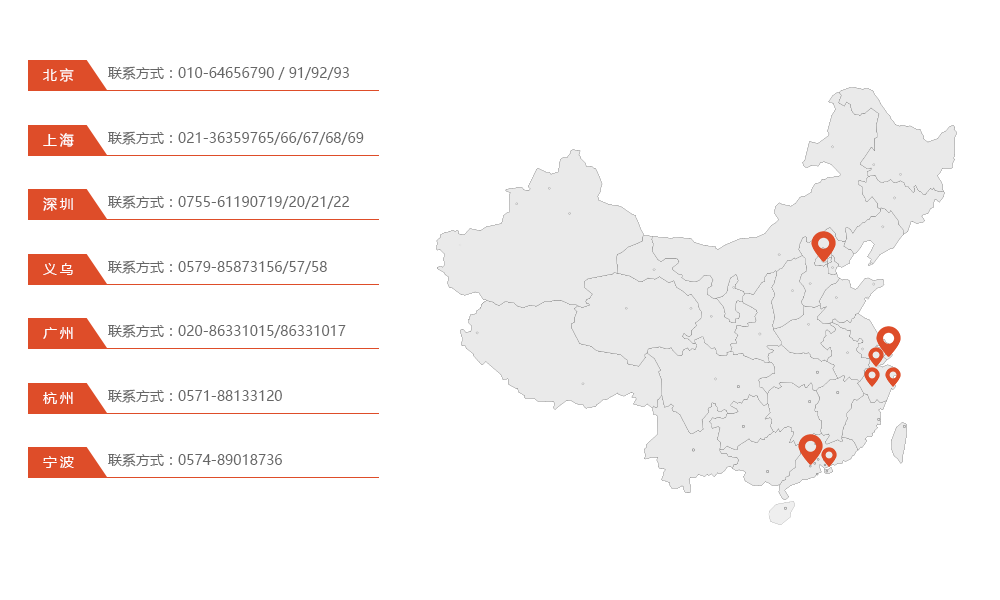 北京 联系方式：010-64656790 / 91/92/93
上海 联系方式：021-36359765/66/67/68/69
深圳 联系方式：0755-61190719/20/21/22
义乌 联系方式：0579-85873156/57/58
广州 联系方式：020-86331015/86331017
杭州 联系方式：0571-88133120
宁波 联系方式：0574-89018736